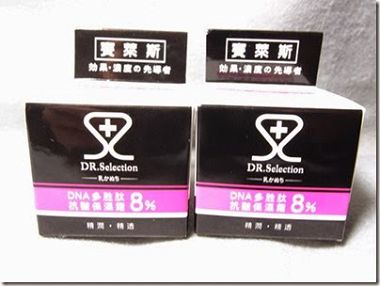 賽萊斯
効果・濃度の先導者
DR.Selection
DNA多胜肽
抗皺保濕霜 8%
精潤・精透
賽萊斯
効果・濃度の先導者
DR.Selection
DNA多胜肽
抗皺保濕霜 8%
精潤・精透